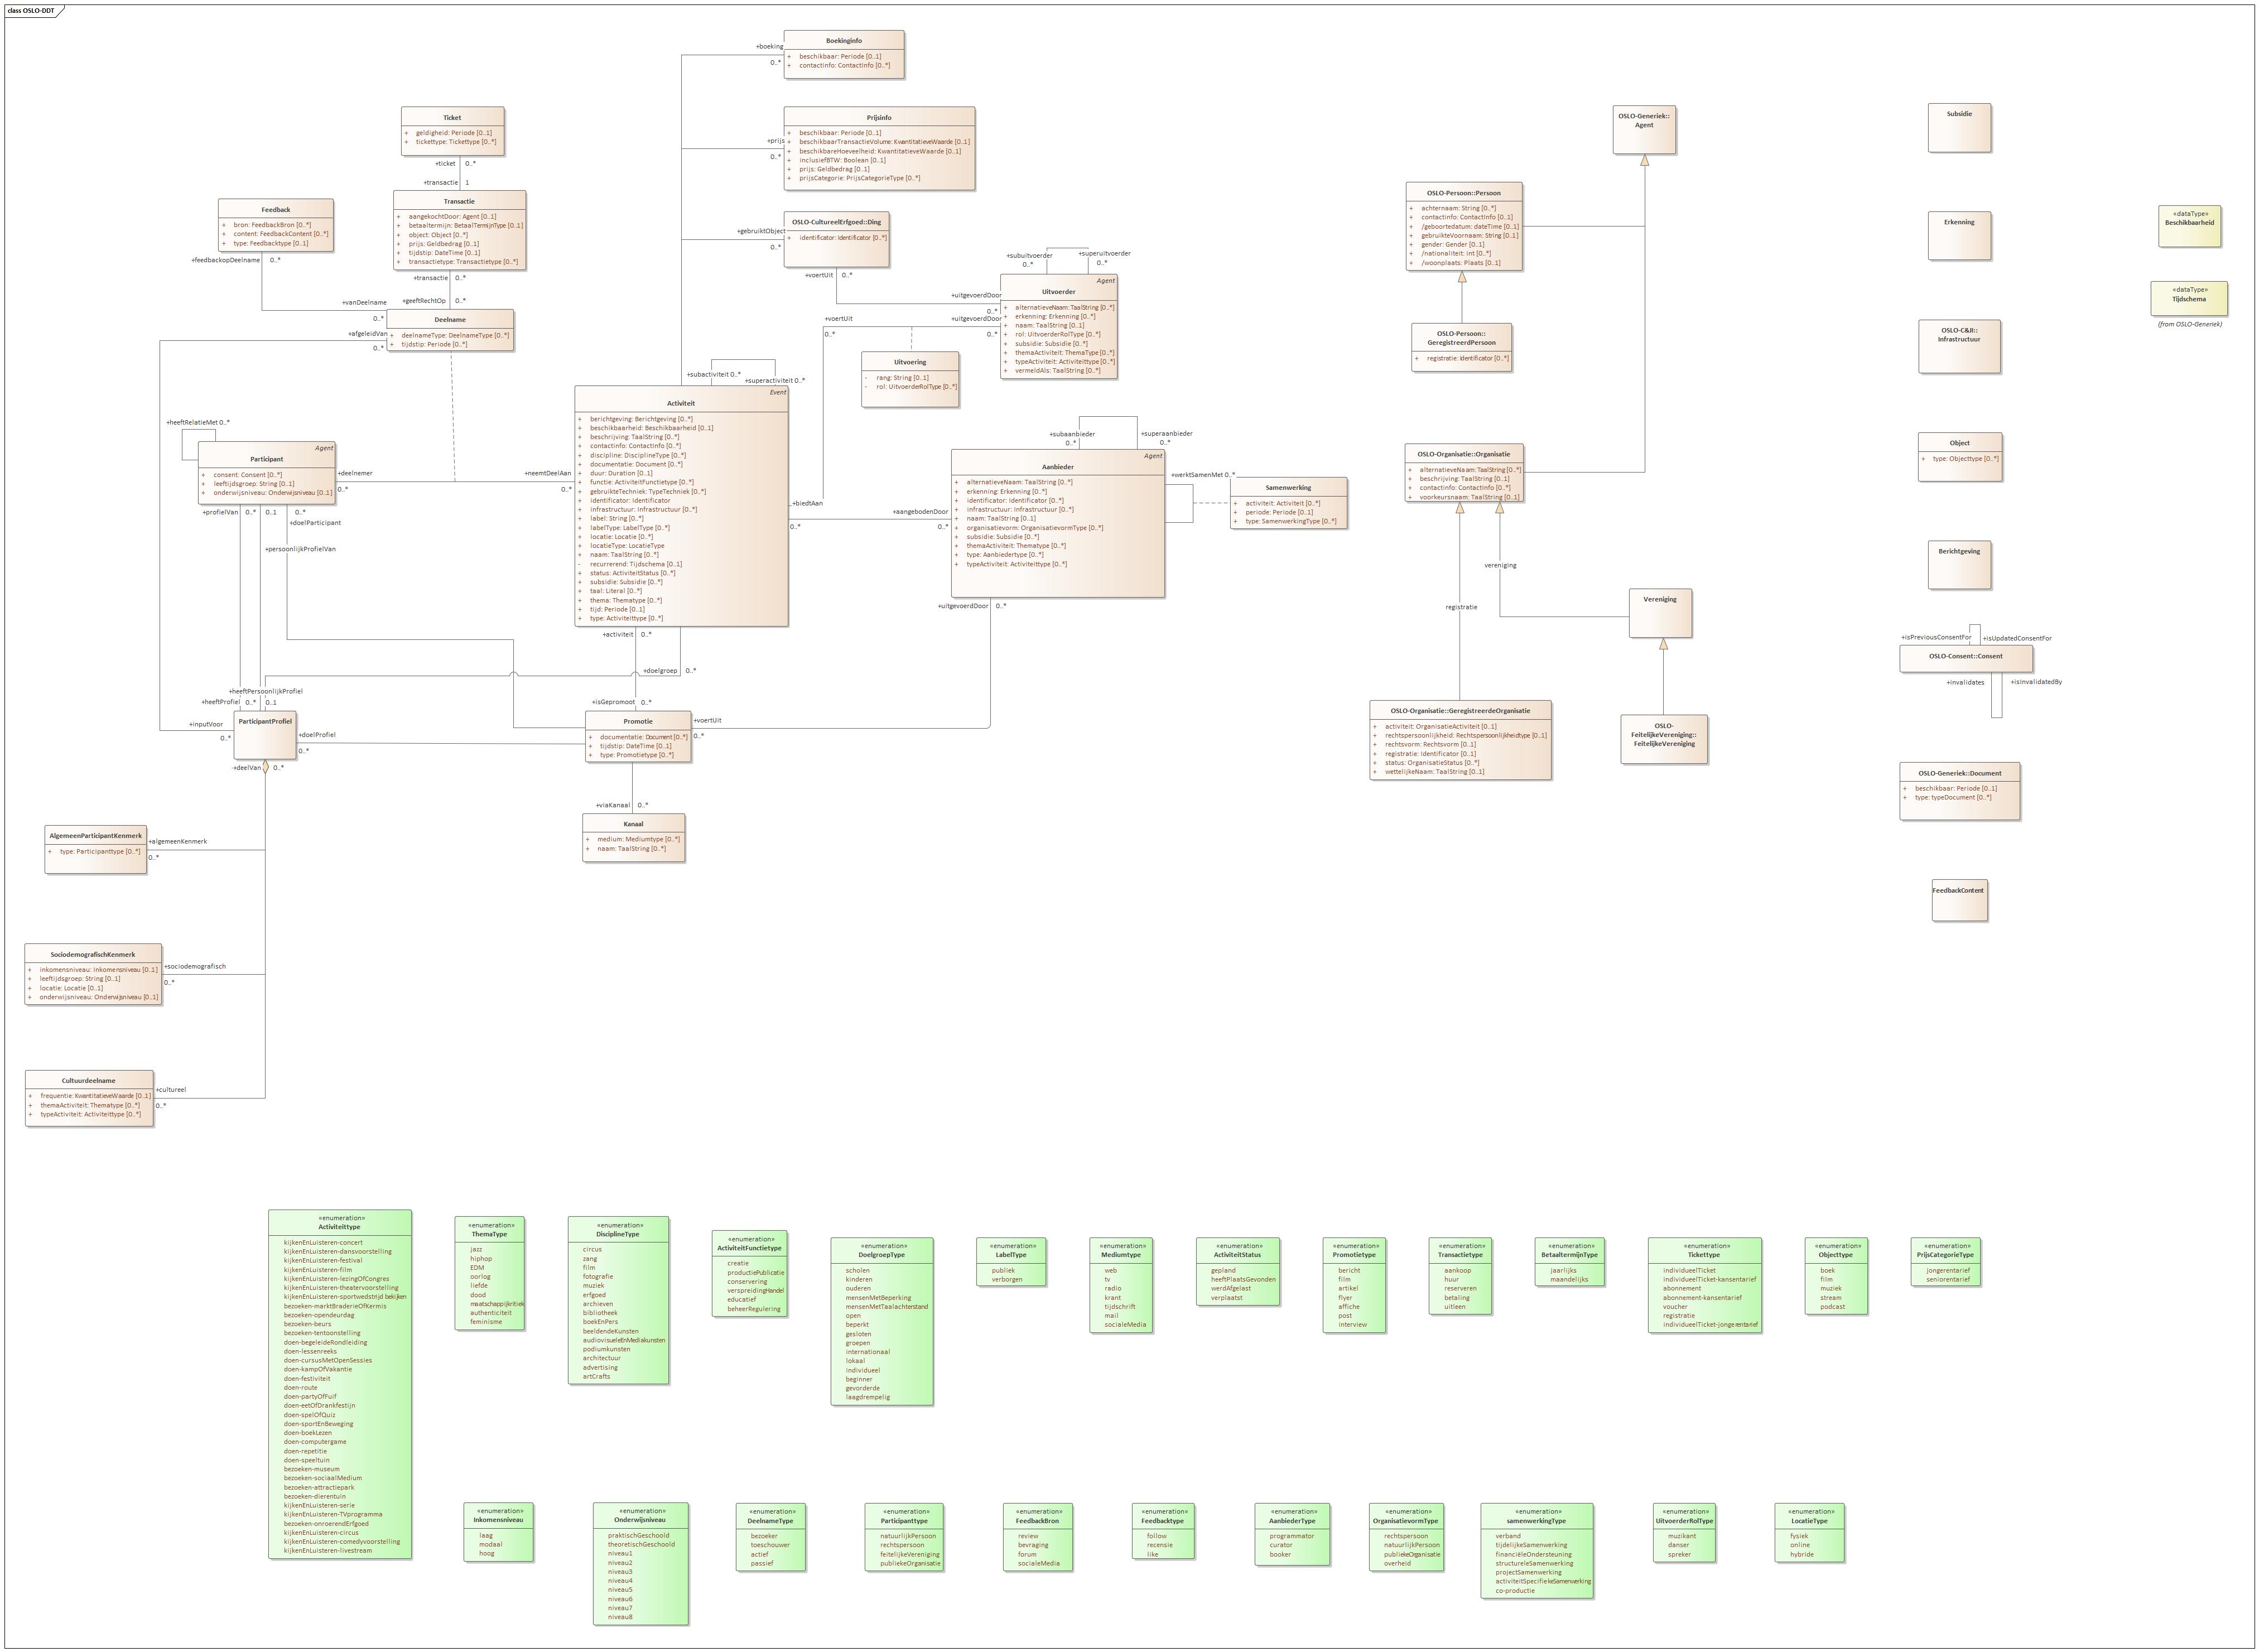 class OSLO-DDT
Boekinginfo
+ beschikbaar: Periode [0..1]
+ contactinfo: ContactInfo [0..*]
+boeking
0..*
Prijsinfo
+ beschikbaar: Periode [0..1]
+ beschikbaarTransactieVolume: KwantitatieveWaarde [0..1]
+ beschikbareHoeveelheid: KwantitatieveWaarde [0..1]
+ inclusiefBTW: Boolean [0..1]
+ prijs: Geldbedrag [0..1]
+ prijsCategorie: PrijsCategorieType [0..*]
+prijs
0..*
OSLO-CultureelErfgoed::Ding
+ identificator: Identificator [0..*]
+gebruiktObject
0..*
+voertUit
0..*
Ticket
+ geldigheid: Periode [0..1]
+ tickettype: Tickettype [0..*]
+ticket 0..*
+transactie 1
Transactie
+ aangekochtDoor: Agent [0..1]
+ betaaltermijn: BetaalTermijnType [0..1]
+ object: Object [0..*]
+ prijs: Geldbedrag [0..1]
+ tijdstip: DateTime [0..1]
+ transactietype: Transactietype [0..*]
+transactie 0..*
+geeftRechtOp 0..*
Feedback
+ bron: FeedbackBron [0..*]
+ content: FeedbackContent [0..*]
+ type: Feedbacktype [0..1]
+feedbackopDeelname 0..*
+vanDeelname
0..*
Deelname
+ deelnameType: DeelnameType [0..*]
+ tijdstip: Periode [0..*]
+afgeleidVan
0..*
+subuitvoerder
0..*
+superuitvoerder
0..*
Agent
Uitvoerder
+ alternatieveNaam: TaalString [0..*]
+ erkenning: Erkenning [0..*]
+ naam: TaalString [0..1]
+ rol: UitvoerderRolType [0..*]
+ subsidie: Subsidie [0..*]
+ themaActiviteit: ThemaType [0..*]
+ typeActiviteit: Activiteittype [0..*]
+ vermeldAls: TaalString [0..*]
+uitgevoerdDoor
0..*
+uitgevoerdDoor
0..*
+voertUit
0..*
Uitvoering
- rang: String [0..1]
- rol: UitvoerderRolType [0..*]
+subactiviteit 0..*
+superactiviteit 0..*
Event
Activiteit
+ berichtgeving: Berichtgeving [0..*]
+ beschikbaarheid: Beschikbaarheid [0..1]
+ beschrijving: TaalString [0..*]
+ contactinfo: ContactInfo [0..*]
+ discipline: DisciplineType [0..*]
+ documentatie: Document [0..*]
+ duur: Duration [0..1]
+ functie: ActiviteitFunctietype [0..*]
+ gebruikteTechniek: TypeTechniek [0..*]
+ identificator: Identificator
+ infrastructuur: Infrastructuur [0..*]
+ label: String [0..*]
+ labelType: LabelType [0..*]
+ locatie: Locatie [0..*]
+ locatieType: LocatieType
+ naam: TaalString [0..*]
- recurrerend: Tijdschema [0..1]
+ status: ActiviteitStatus [0..*]
+ subsidie: Subsidie [0..*]
+ taal: Literal [0..*]
+ thema: Thematype [0..*]
+ tijd: Periode [0..1]
+ type: Activiteittype [0..*]
+heeftRelatieMet 0..*
Agent
Participant
+ consent: Consent [0..*]
+ leeftijdsgroep: String [0..1]
+ onderwijsniveau: Onderwijsniveau [0..1]
+deelnemer
0..*
+neemtDeelAan
0..*
+profielVan 0..*
0..1
0..*
+doelParticipant
+persoonlijkProfielVan
+biedtAan
0..*
+aangebodenDoor
0..*
+subaanbieder
0..*
+superaanbieder
0..*
Agent
Aanbieder
+ alternatieveNaam: TaalString [0..*]
+ erkenning: Erkenning [0..*]
+ identificator: Identificator [0..*]
+ infrastructuur: Infrastructuur [0..*]
+ naam: TaalString [0..1]
+ organisatievorm: OrganisatievormType [0..*]
+ subsidie: Subsidie [0..*]
+ themaActiviteit: Thematype [0..*]
+ type: Aanbiedertype [0..*]
+ typeActiviteit: Activiteittype [0..*]
+werktSamenMet 0..*
Samenwerking
+ activiteit: Activiteit [0..*]
+ periode: Periode [0..1]
+ type: SamenwerkingType [0..*]
+uitgevoerdDoor 0..*
+activiteit 0..*
+doelgroep 0..*
+isGepromoot 0..*
Promotie
+ documentatie: Document [0..*]
+ tijdstip: DateTime [0..1]
+ type: Promotietype [0..*]
+voertUit
0..*
+viaKanaal 0..*
Kanaal
+ medium: Mediumtype [0..*]
+ naam: TaalString [0..*]
+heeftPersoonlijkProfiel
+heeftProfiel 0..* 0..1
+inputVoor
0..*
ParticipantProfiel
+doelProfiel
0..*
+deelVan 0..*
AlgemeenParticipantKenmerk
+ type: Participanttype [0..*]
+algemeenKenmerk
0..*
SociodemografischKenmerk
+ inkomensniveau: Inkomensniveau [0..1]
+ leeftijdsgroep: String [0..1]
+ locatie: Locatie [0..1]
+ onderwijsniveau: Onderwijsniveau [0..1]
+sociodemografisch
0..*
Cultuurdeelname
+ frequentie: KwantitatieveWaarde [0..1]
+ themaActiviteit: Thematype [0..*]
+ typeActiviteit: Activiteittype [0..*]
+cultureel
0..*
OSLO-Generiek::
Agent
OSLO-Persoon::Persoon
+ achternaam: String [0..*]
+ contactinfo: ContactInfo [0..1]
+ /geboortedatum: dateTime [0..1]
+ gebruikteVoornaam: String [0..1]
+ gender: Gender [0..1]
+ /nationaliteit: int [0..*]
+ /woonplaats: Plaats [0..1]
OSLO-Persoon::
GeregistreerdPersoon
+ registratie: Identificator [0..*]
OSLO-Organisatie::Organisatie
+ alternatieveNaam: TaalString [0..*]
+ beschrijving: TaalString [0..1]
+ contactinfo: ContactInfo [0..*]
+ voorkeursnaam: TaalString [0..1]
vereniging
registratie
Vereniging
OSLO-Organisatie::GeregistreerdeOrganisatie
+ activiteit: OrganisatieActiviteit [0..1]
+ rechtspersoonlijkheid: Rechtspersoonlijkheidtype [0..1]
+ rechtsvorm: Rechtsvorm [0..1]
+ registratie: Identificator [0..1]
+ status: OrganisatieStatus [0..*]
+ wettelijkeNaam: TaalString [0..1]
OSLO-
FeitelijkeVereniging::
FeitelijkeVereniging
Subsidie
Erkenning
OSLO-C&JI::
Infrastructuur
Object
+ type: Objecttype [0..*]
Berichtgeving
+isPreviousConsentFor
+isUpdatedConsentFor
OSLO-Consent::Consent
+invalidates
+isInvalidatedBy
OSLO-Generiek::Document
+ beschikbaar: Periode [0..1]
+ type: typeDocument [0..*]
FeedbackContent
«dataType»
Beschikbaarheid
«dataType»
Tijdschema
(from OSLO-Generiek)
«enumeration»
Activiteittype
kijkenEnLuisteren-concert
kijkenEnLuisteren-dansvoorstelling
kijkenEnLuisteren-festival
kijkenEnLuisteren-film
kijkenEnLuisteren-lezingOfCongres
kijkenEnLuisteren-theatervoorstelling
kijkenEnLuisteren-sportwedstrijd bekijken
bezoeken-marktBraderieOfKermis
bezoeken-opendeurdag
bezoeken-beurs
bezoeken-tentoonstelling
doen-begeleideRondleiding
doen-lessenreeks
doen-cursusMetOpenSessies
doen-kampOfVakantie
doen-festiviteit
doen-route
doen-partyOfFuif
doen-eetOfDrankfestijn
doen-spelOfQuiz
doen-sportEnBeweging
doen-boekLezen
doen-computergame
doen-repetitie
doen-speeltuin
bezoeken-museum
bezoeken-sociaalMedium
bezoeken-attractiepark
bezoeken-dierentuin
kijkenEnLuisteren-serie
kijkenEnLuisteren-TVprogramma
bezoeken-onroerendErfgoed
kijkenEnLuisteren-circus
kijkenEnLuisteren-comedyvoorstelling
kijkenEnLuisteren-livestream
«enumeration»
ThemaType
jazz
hiphop
EDM
oorlog
liefde
dood
maatschappijkritiek
authenticiteit
feminisme
«enumeration»
DisciplineType
circus
zang
film
fotografie
muziek
erfgoed
archieven
bibliotheek
boekEnPers
beeldendeKunsten
audiovisueleEnMediakunsten
podiumkunsten
architectuur
advertising
artCrafts
«enumeration»
ActiviteitFunctietype
creatie
productiePublicatie
conservering
verspreidingHandel
educatief
beheerRegulering
«enumeration»
DoelgroepType
scholen
kinderen
ouderen
mensenMetBeperking
mensenMetTaalachterstand
open
beperkt
gesloten
groepen
internationaal
lokaal
individueel
beginner
gevorderde
laagdrempelig
«enumeration»
LabelType
publiek
verborgen
«enumeration»
Mediumtype
web
tv
radio
krant
tijdschrift
mail
socialeMedia
«enumeration»
ActiviteitStatus
gepland
heeftPlaatsGevonden
werdAfgelast
verplaatst
«enumeration»
Promotietype
bericht
film
artikel
flyer
affiche
post
interview
«enumeration»
Transactietype
aankoop
huur
reserveren
betaling
uitleen
«enumeration»
BetaaltermijnType
jaarlijks
maandelijks
«enumeration»
Tickettype
individueelTicket
individueelTicket-kansentarief
abonnement
abonnement-kansentarief
voucher
registratie
individueelTicket-jongerentarief
«enumeration»
Objecttype
boek
film
muziek
stream
podcast
«enumeration»
PrijsCategorieType
jongerentarief
seniorentarief
«enumeration»
Inkomensniveau
laag
modaal
hoog
«enumeration»
Onderwijsniveau
praktischGeschoold
theoretischGeschoold
niveau1
niveau2
niveau3
niveau4
niveau5
niveau6
niveau7
niveau8
«enumeration»
DeelnameType
bezoeker
toeschouwer
actief
passief
«enumeration»
Participanttype
natuurlijkPersoon
rechtspersoon
feitelijkeVereniging
publiekeOrganisatie
«enumeration»
FeedbackBron
review
bevraging
forum
socialeMedia
«enumeration»
Feedbacktype
follow
recensie
like
«enumeration»
AanbiederType
programmator
curator
booker
«enumeration»
OrganisatievormType
rechtspersoon
natuurlijkPersoon
publiekeOrganisatie
overheid
«enumeration»
samenwerkingType
verband
tijdelijkeSamenwerking
financiëleOndersteuning
structureleSamenwerking
projectSamenwerking
activiteitSpecifiekeSamenwerking
co-productie
«enumeration»
UitvoerderRolType
muzikant
danser
spreker
«enumeration»
LocatieType
fysiek
online
hybride